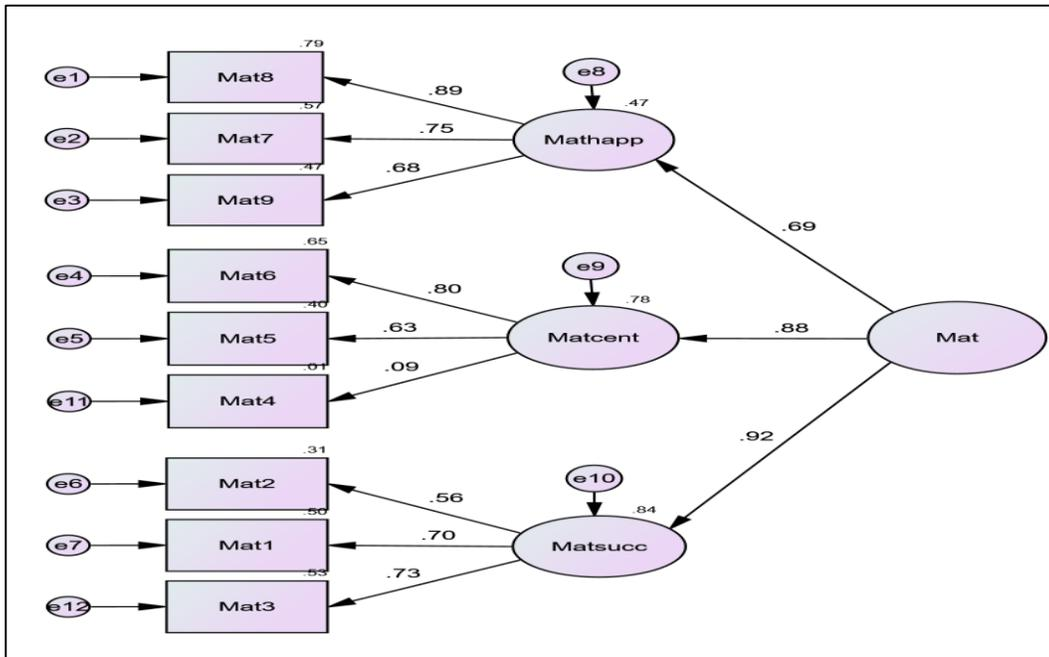 .79
e1 Mat8
.89
e8
.47
.57
e2 Mat7
.75
Mathapp
.47
e3 Mat9
.68
.69
.65
e4 Mat6
.80
e9
.78
.40
e5 Mat5
.63
Matcent
.88
Mat
.01
e11 Mat4
.09
.92
.31
e6 Mat2
.56
e10
.84
.50
e7 Mat1
.70
Matsucc
.53
e12 Mat3
.73